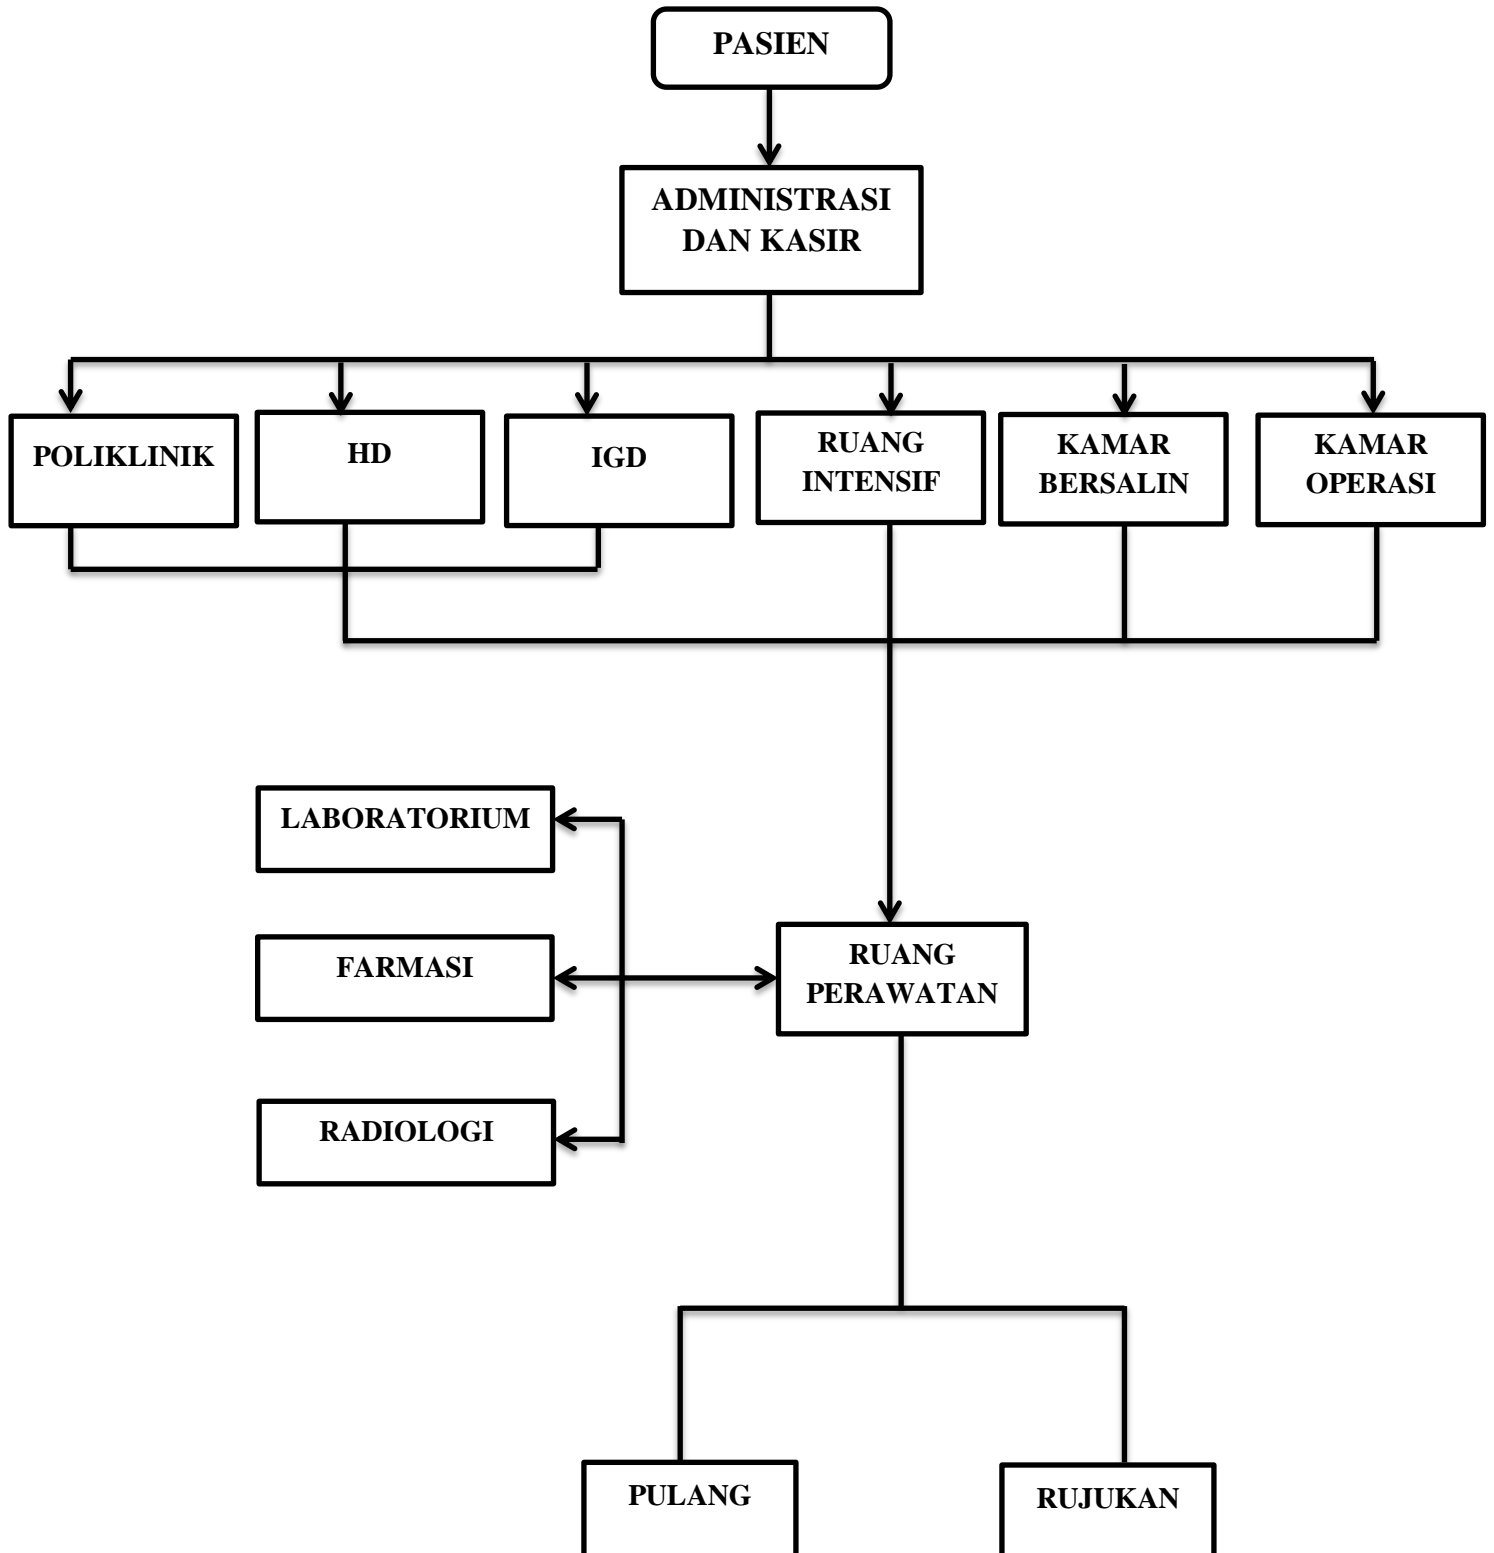 PASIEN
ADMINISTRASI
DAN KASIR
POLIKLINIK
HD
IGD
RUANG
INTENSIF
KAMAR
BERSALIN
KAMAR
OPERASI
LABORATORIUM
FARMASI
RUANG
PERAWATAN
RADIOLOGI
PULANG
RUJUKAN